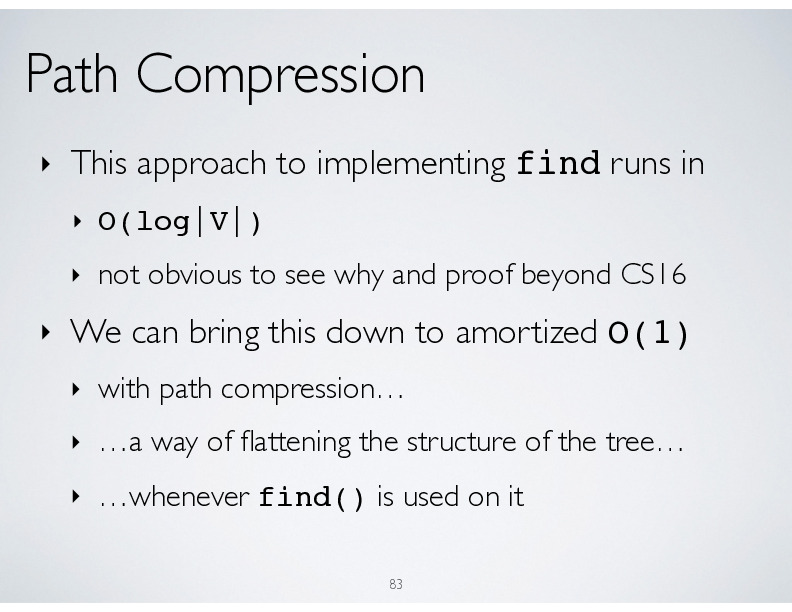 Path Compression
‣ This approach to implementing find runs in
‣ O(log|V|)
‣ not obvious to see why and proof beyond CS16
‣ We can bring this down to amortized O(1)
‣ with path compression…
‣ …a way of flattening the structure of the tree…
‣ …whenever find() is used on it
83